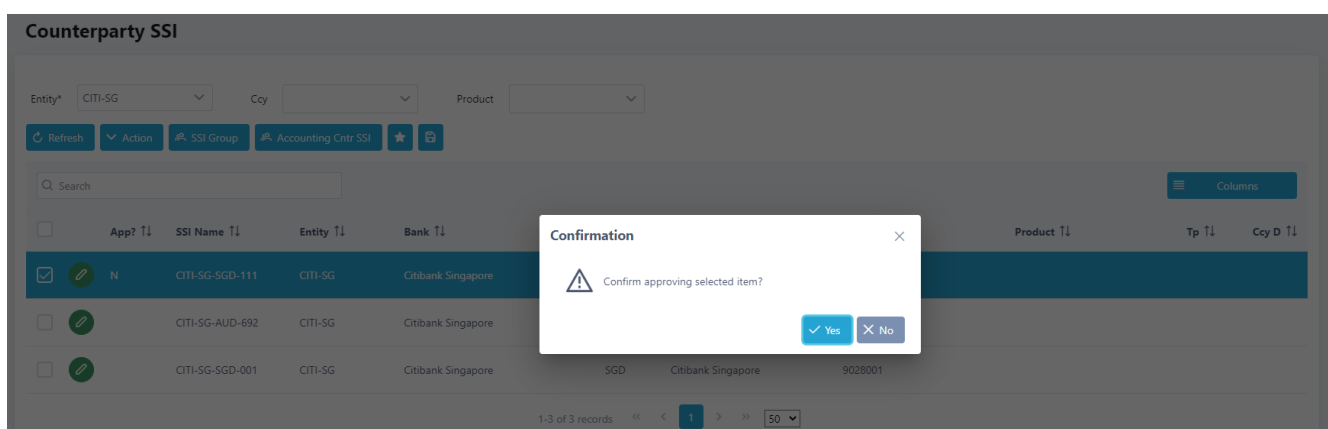 Counterparty SSI
Entity* CITI-SG Ccy Product
Refresh Action SSI Group Accounting Cntr SSI
Search Columns
App? SSI Name Entity Bank Product Tp Ccy D
Confirmation
N CITI-SG-SGD-111 CITI-SG Citibank Singapore
Confirm approving selected item?
CITI-SG-AUD-692 CITI-SG Citibank Singapore
Yes No
CITI-SG-SGD-001 CITI-SG Citibank Singapore SGD Citibank Singapore 9028001
1-3 of 3 records « < 1 > » 50